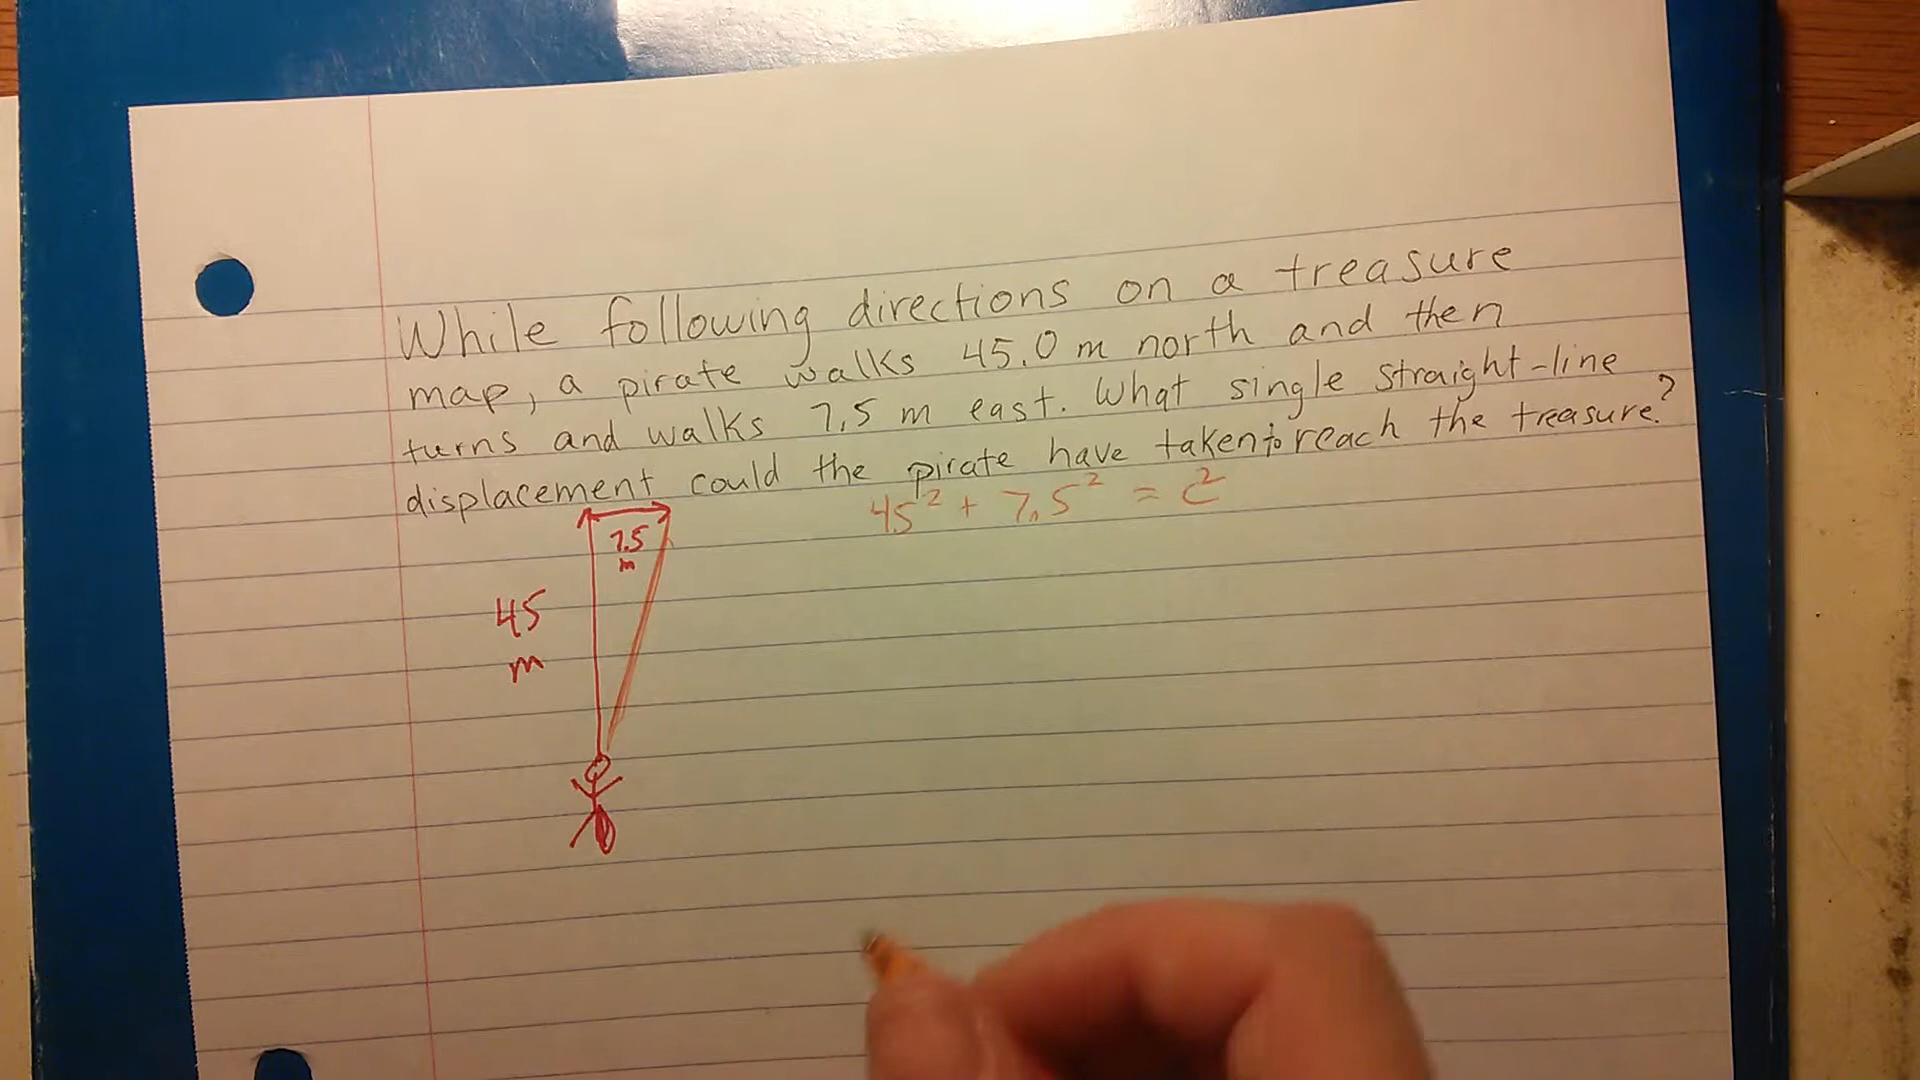 While following directions on a treasure
map, a pirate walks 45.0 m north and then
turns and walks 7.5 m east. What single straight-line
displacement could the pirate have taken to reach the treasure?
45² + 7.5² = c²
7.5
m
45
m